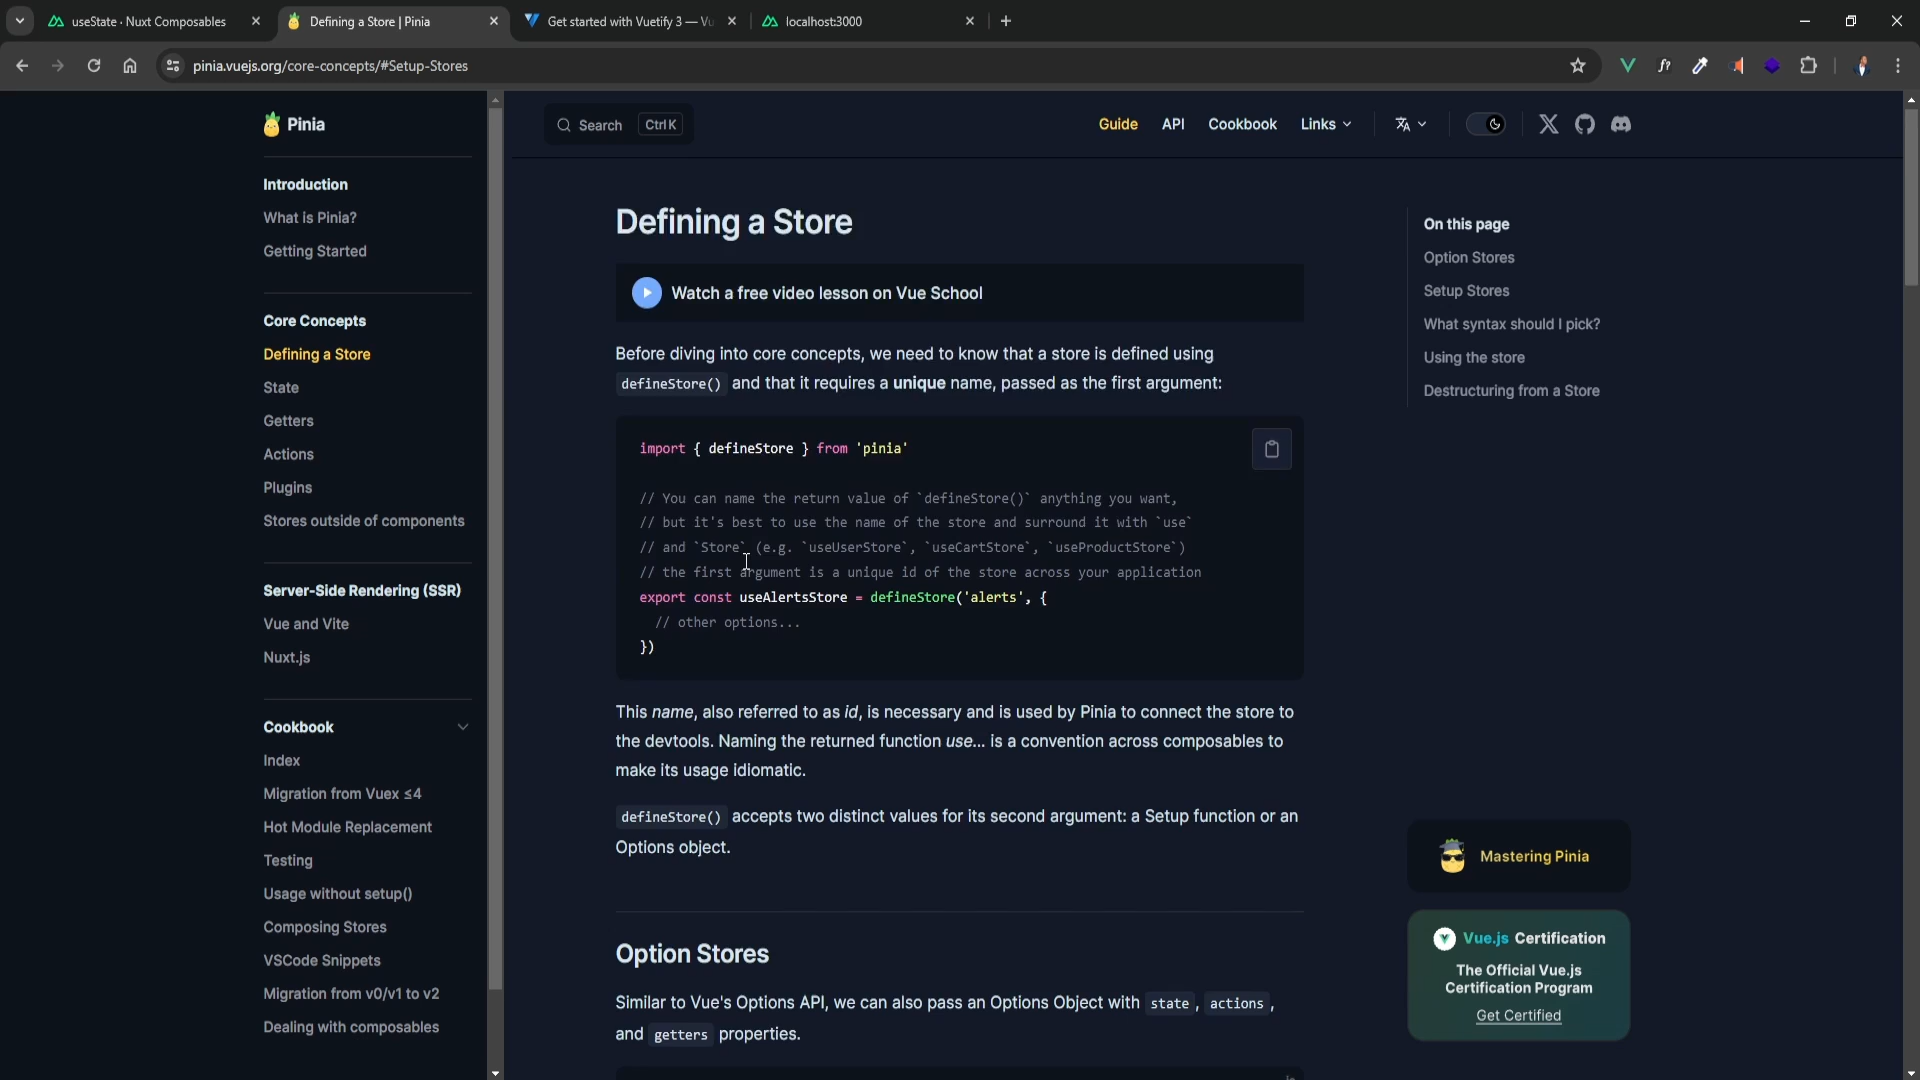 useState · Nuxt Composables
Defining a Store | Pinia
Get started with Vuetify 3 — Vu
localhost:3000
pinia.vuejs.org/core-concepts/#Setup-Stores
f?
Pinia
Search
Ctrl K
Guide
API
Cookbook
Links
Introduction
What is Pinia?
Getting Started
Core Concepts
Defining a Store
State
Getters
Actions
Plugins
Stores outside of components
Server-Side Rendering (SSR)
Vue and Vite
Nuxt.js
Cookbook
Index
Migration from Vuex ≤4
Hot Module Replacement
Testing
Usage without setup()
Composing Stores
VSCode Snippets
Migration from v0/v1 to v2
Dealing with composables
Defining a Store
Watch a free video lesson on Vue School
Before diving into core concepts, we need to know that a store is defined using
defineStore() and that it requires a unique name, passed as the first argument:
import { defineStore } from 'pinia'
// You can name the return value of `defineStore()` anything you want,
// but it's best to use the name of the store and surround it with `use`
// and `Store` (e.g. `useUserStore`, `useCartStore`, `useProductStore`)
// the first argument is a unique id of the store across your application
export const useAlertsStore = defineStore('alerts', {
// other options...
})
This name, also referred to as id, is necessary and is used by Pinia to connect the store to
the devtools. Naming the returned function use... is a convention across composables to
make its usage idiomatic.
defineStore() accepts two distinct values for its second argument: a Setup function or an
Options object.
Option Stores
Similar to Vue's Options API, we can also pass an Options Object with state, actions,
and getters properties.
On this page
Option Stores
Setup Stores
What syntax should I pick?
Using the store
Destructuring from a Store
Mastering Pinia
Vue.js Certification
The Official Vue.js
Certification Program
Get Certified